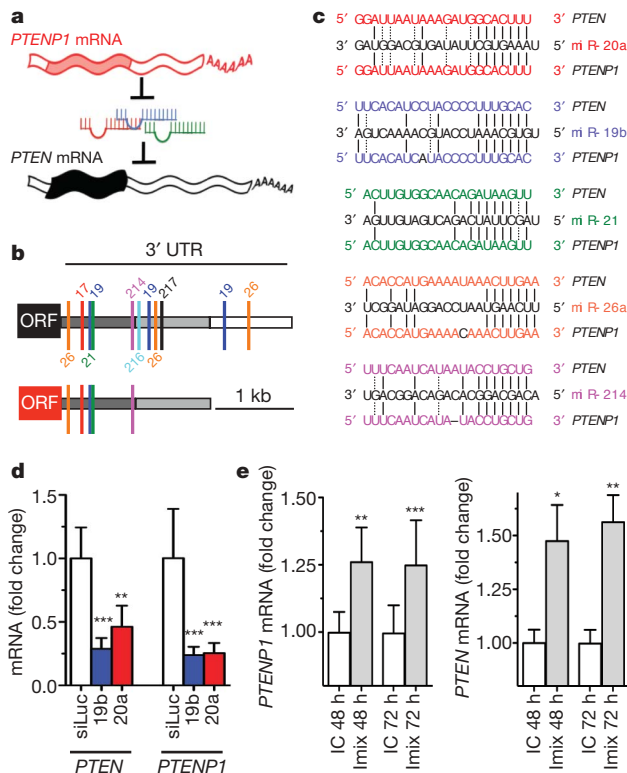 a
PTENP1 mRNA
AAAAAA
PTEN mRNA
AAAAAA
b
3′ UTR
17 19 214 19 217 19 26
ORF
26 21 216 26
ORF
1 kb
c
5′ GGAUUAAUAAAGAUGGCACUUU 3′ PTEN
3′ GAUGGACGUGAUAUUCGUGAAAU 5′ miR-20a
5′ GGAUUAAUAAAGAUGGCACUUU 3′ PTENP1
5′ UUCACAUCCUACCCCUUUGCAC 3′ PTEN
3′ AGUCAAAACGUACCUAAACGUGU 5′ miR-19b
5′ UUCACAUCAUACCCCUUUGCAC 3′ PTENP1
5′ ACUUGUGGCAACAGAUAAGUU 3′ PTEN
3′ AGUUGUAGUCAGACUAUUCGAU 5′ miR-21
5′ ACUUGUGGCAACAGAUAAGUU 3′ PTENP1
5′ ACACCAUGAAAAUAAACUUGAA 3′ PTEN
3′ UCGGAUAGGACCUAAUGAACUU 5′ miR-26a
5′ ACACCAUGAAAACAAACUUGAA 3′ PTENP1
5′ UUUCAAUCAUAAUACCUGCUG 3′ PTEN
3′ UGACGGACAGACACGGACGACA 5′ miR-214
5′ UUUCAAUCAUA–UACCUGCUG 3′ PTENP1
d
mRNA (fold change)
1.5
1.0
0.5
0.0
*** ** *** ***
siLuc 19b 20a siLuc 19b 20a
PTEN PTENP1
e
PTENP1 mRNA (fold change)
1.50
1.25
1.00
** ***
IC 48 h Imix 48 h IC 72 h Imix 72 h
PTEN mRNA (fold change)
1.75
1.50
1.25
1.00
* **
IC 48 h Imix 48 h IC 72 h Imix 72 h